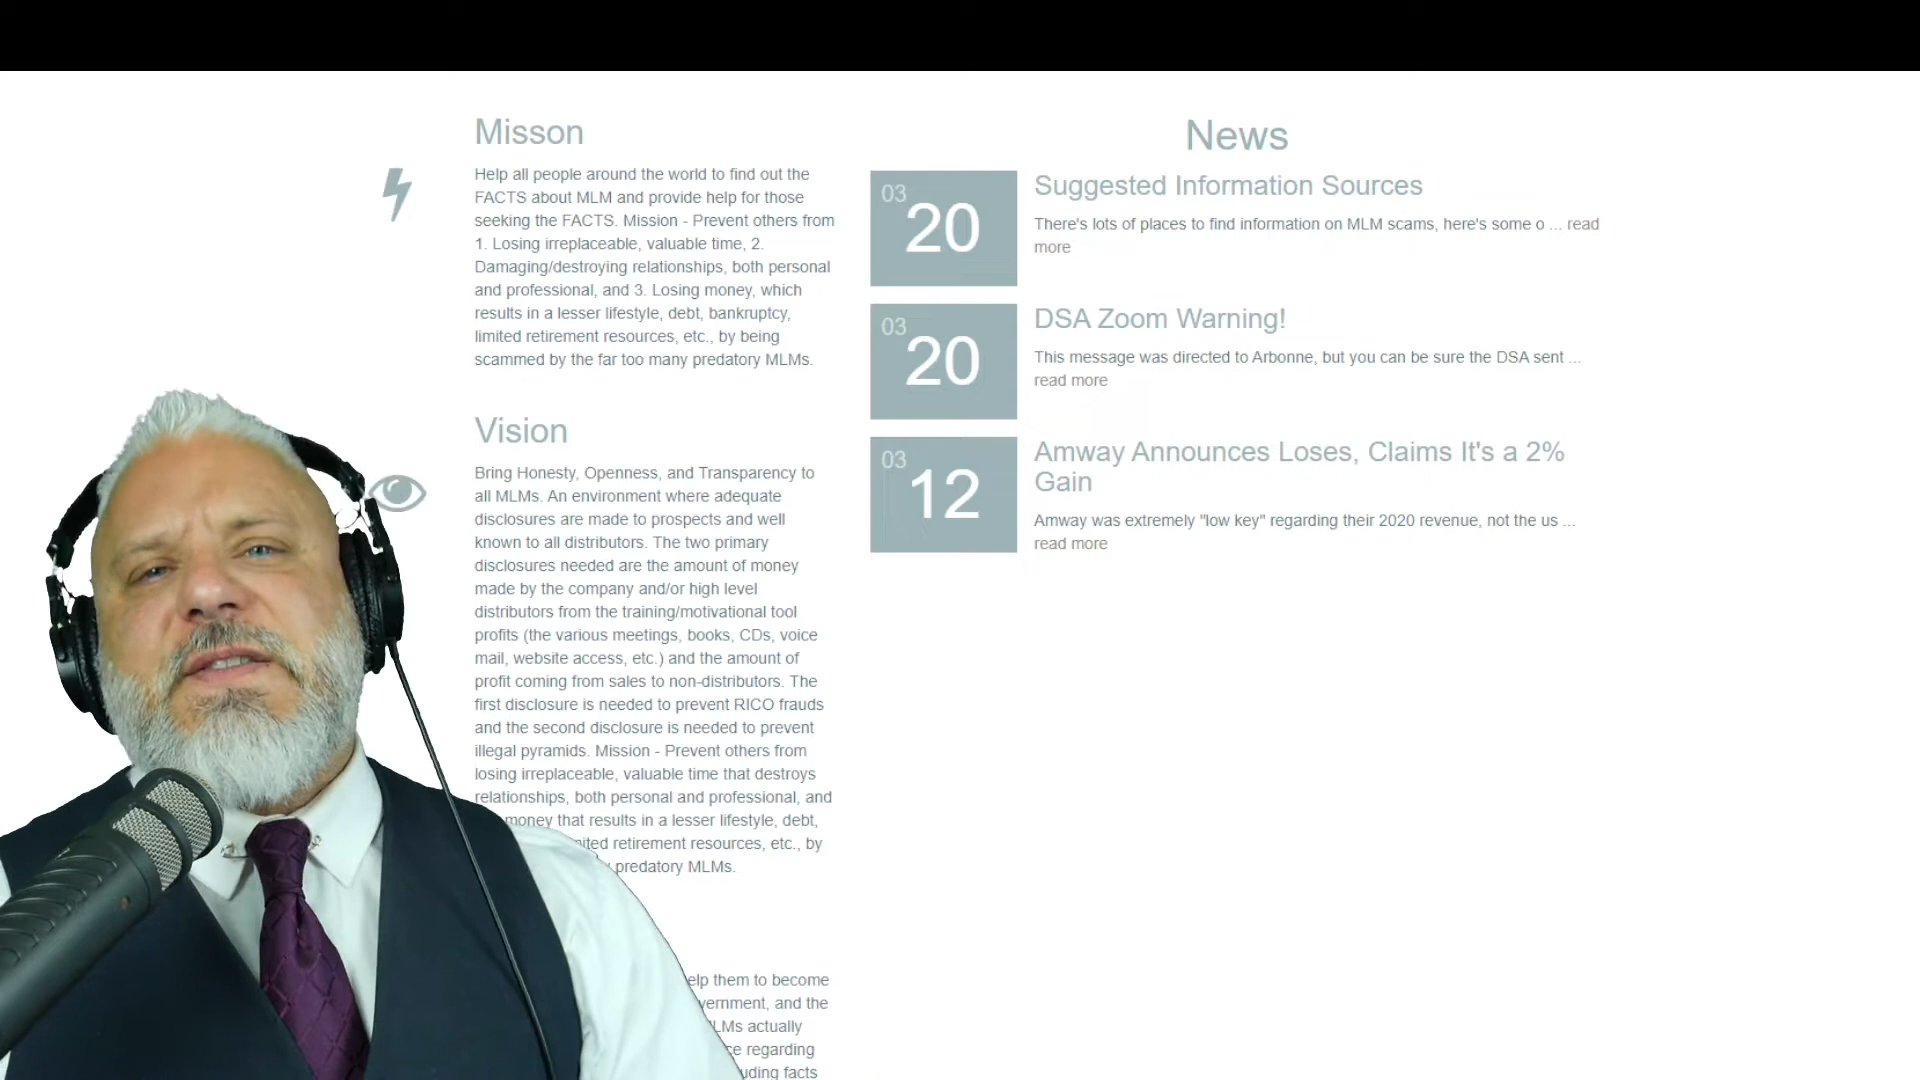 Misson
Help all people around the world to find out the
FACTS about MLM and provide help for those
seeking the FACTS. Mission - Prevent others from
1. Losing irreplaceable, valuable time, 2.
Damaging/destroying relationships, both personal
and professional, and 3. Losing money, which
results in a lesser lifestyle, debt, bankruptcy,
limited retirement resources, etc., by being
scammed by the far too many predatory MLMs.
Vision
Bring Honesty, Openness, and Transparency to
all MLMs. An environment where adequate
disclosures are made to prospects and well
known to all distributors. The two primary
disclosures needed are the amount of money
made by the company and/or high level
distributors from the training/motivational tool
profits (the various meetings, books, CDs, voice
mail, website access, etc.) and the amount of
profit coming from sales to non-distributors. The
first disclosure is needed to prevent RICO frauds
and the second disclosure is needed to prevent
illegal pyramids. Mission - Prevent others from
losing irreplaceable, valuable time that destroys
relationships, both personal and professional, and
money that results in a lesser lifestyle, debt,
retirement resources, etc., by
predatory MLMs.
them to become
and the
actually
regarding
facts
News
03
20
Suggested Information Sources
There's lots of places to find information on MLM scams, here's some o ... read
more
03
20
DSA Zoom Warning!
This message was directed to Arbonne, but you can be sure the DSA sent ...
read more
03
12
Amway Announces Loses, Claims It's a 2%
Gain
Amway was extremely "low key" regarding their 2020 revenue, not the us ...
read more